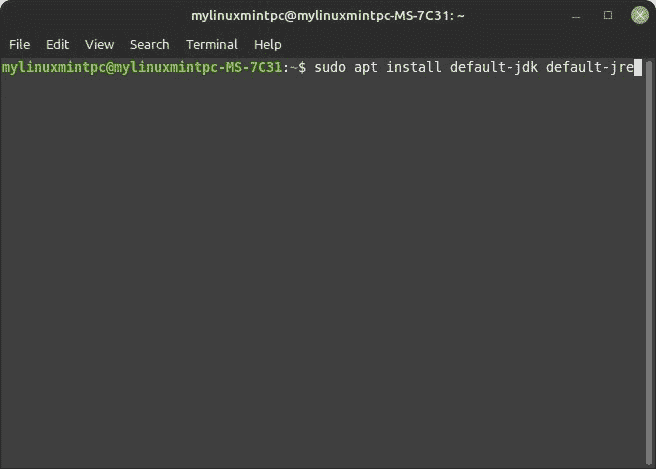 mylinuxmintpc@mylinuxmintpc-MS-7C31: ~
File Edit View Search Terminal Help
mylinuxmintpc@mylinuxmintpc-MS-7C31:~$ sudo apt install default-jdk default-jre